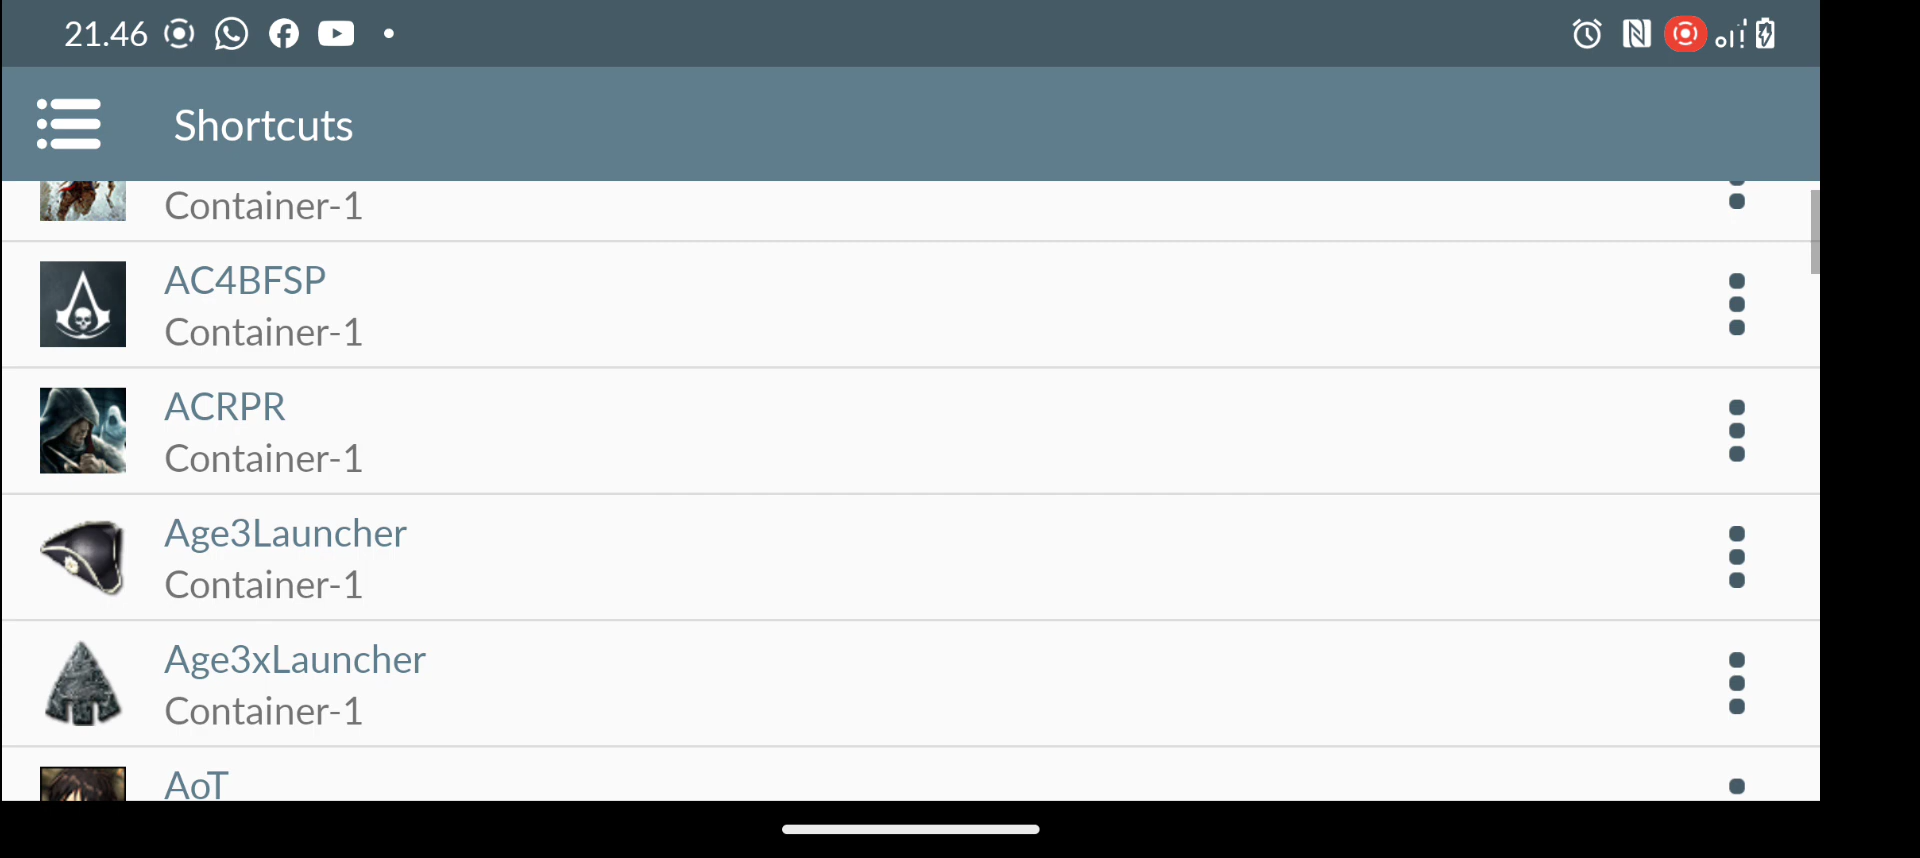 21.46
Shortcuts
Container-1
AC4BFSP
Container-1
ACRPR
Container-1
Age3Launcher
Container-1
Age3xLauncher
Container-1
AoT